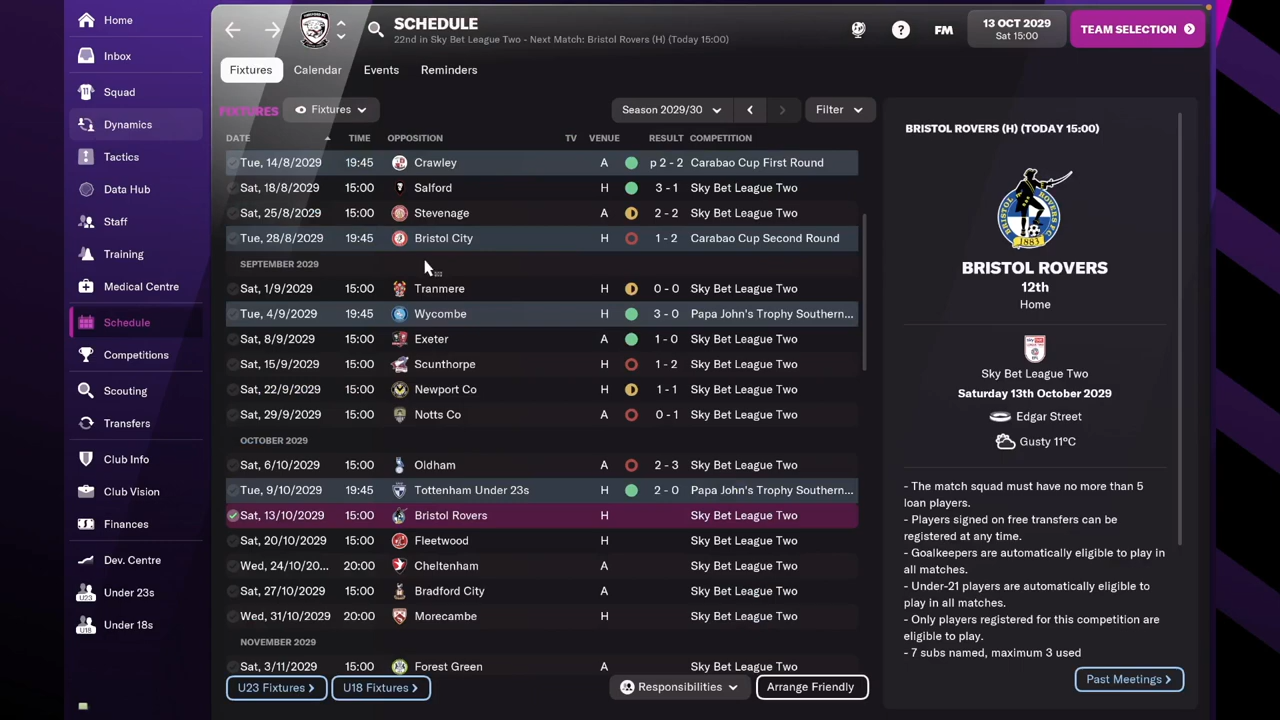 Home
Inbox
Squad
Dynamics
Tactics
Data Hub
Staff
Training
Medical Centre
Schedule
Competitions
Scouting
Transfers
Club Info
Club Vision
Finances
Dev. Centre
U23 Under 23s
U18 Under 18s
SCHEDULE
22nd in Sky Bet League Two - Next Match: Bristol Rovers (H) (Today 15:00)
FM
13 OCT 2029
Sat 15:00
TEAM SELECTION
Fixtures Calendar Events Reminders
FIXTURES Fixtures Season 2029/30 Filter
DATE TIME OPPOSITION TV VENUE RESULT COMPETITION
Tue, 14/8/2029 19:45 Crawley A p 2 - 2 Carabao Cup First Round
Sat, 18/8/2029 15:00 Salford H 3 - 1 Sky Bet League Two
Sat, 25/8/2029 15:00 Stevenage A 2 - 2 Sky Bet League Two
Tue, 28/8/2029 19:45 Bristol City H 1 - 2 Carabao Cup Second Round
SEPTEMBER 2029
Sat, 1/9/2029 15:00 Tranmere H 0 - 0 Sky Bet League Two
Tue, 4/9/2029 19:45 Wycombe H 3 - 0 Papa John's Trophy Southern...
Sat, 8/9/2029 15:00 Exeter A 1 - 0 Sky Bet League Two
Sat, 15/9/2029 15:00 Scunthorpe H 1 - 2 Sky Bet League Two
Sat, 22/9/2029 15:00 Newport Co H 1 - 1 Sky Bet League Two
Sat, 29/9/2029 15:00 Notts Co A 0 - 1 Sky Bet League Two
OCTOBER 2029
Sat, 6/10/2029 15:00 Oldham A 2 - 3 Sky Bet League Two
Tue, 9/10/2029 19:45 Tottenham Under 23s H 2 - 0 Papa John's Trophy Southern...
Sat, 13/10/2029 15:00 Bristol Rovers H Sky Bet League Two
Sat, 20/10/2029 15:00 Fleetwood H Sky Bet League Two
Wed, 24/10/20... 20:00 Cheltenham A Sky Bet League Two
Sat, 27/10/2029 15:00 Bradford City A Sky Bet League Two
Wed, 31/10/2029 20:00 Morecambe H Sky Bet League Two
NOVEMBER 2029
Sat, 3/11/2029 15:00 Forest Green A Sky Bet League Two
U23 Fixtures U18 Fixtures Responsibilities Arrange Friendly
BRISTOL ROVERS (H) (TODAY 15:00)
1883
BRISTOL ROVERS
12th
Home
Sky Bet League Two
Saturday 13th October 2029
Edgar Street
Gusty 11°C
- The match squad must have no more than 5
loan players.
- Players signed on free transfers can be
registered at any time.
- Goalkeepers are automatically eligible to play in
all matches.
- Under-21 players are automatically eligible to
play in all matches.
- Only players registered for this competition are
eligible to play.
- 7 subs named, maximum 3 used
Past Meetings